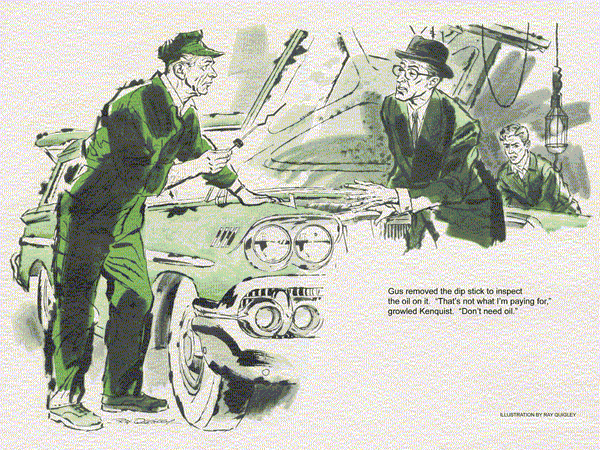 Gus removed the dip stick to inspect
the oil on it. “That’s not what I’m paying for,”
growled Kenquist. “Don’t need oil.”
ILLUSTRATION BY RAY QUIGLEY